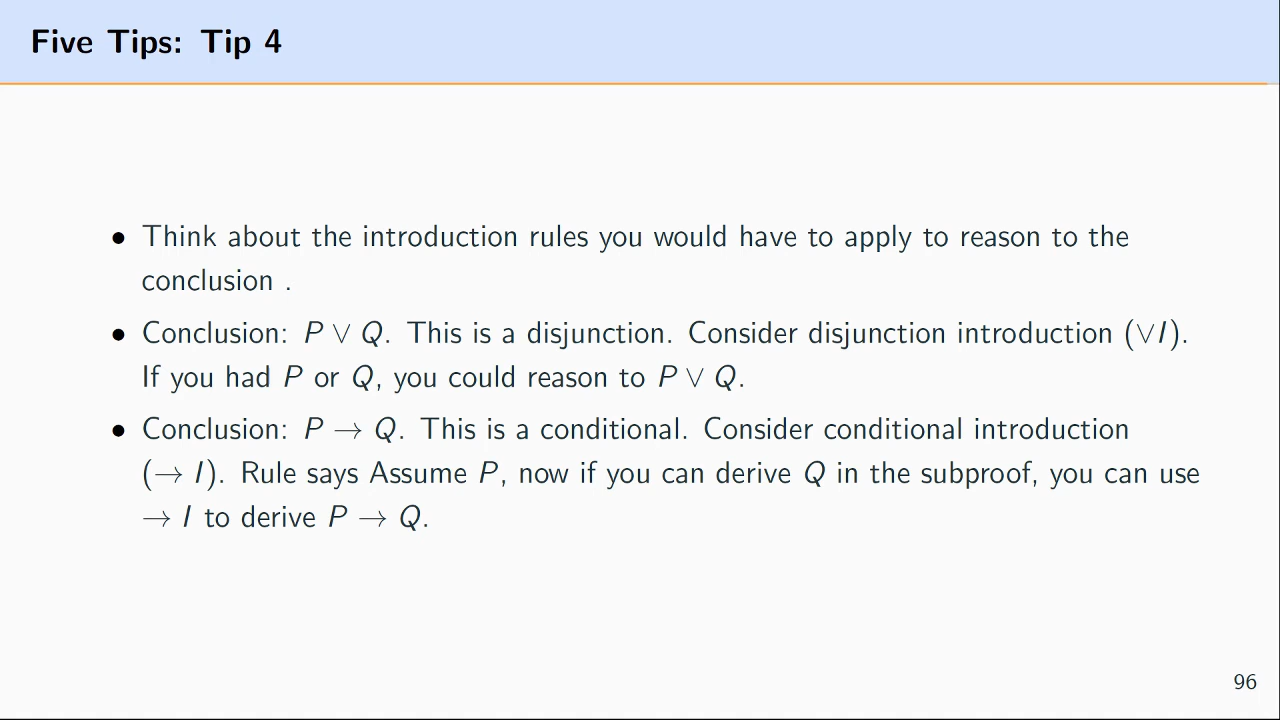 Five Tips: Tip 4
• Think about the introduction rules you would have to apply to reason to the
conclusion .
• Conclusion: P ∨ Q. This is a disjunction. Consider disjunction introduction (∨I).
If you had P or Q, you could reason to P ∨ Q.
• Conclusion: P → Q. This is a conditional. Consider conditional introduction
(→ I). Rule says Assume P, now if you can derive Q in the subproof, you can use
→ I to derive P → Q.
96